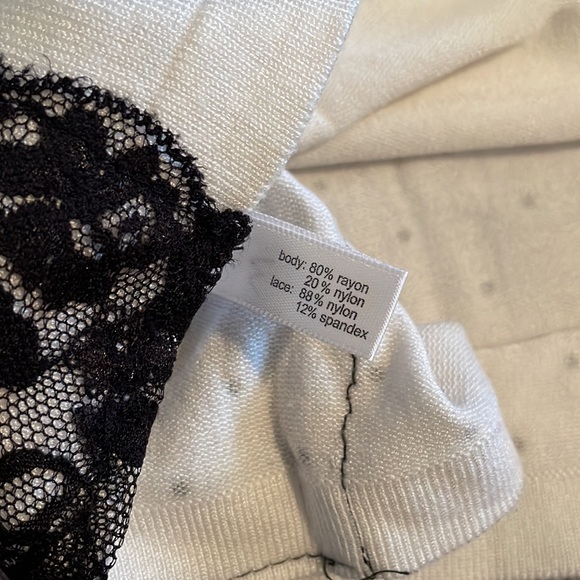 body: 80% rayon
20% nylon
lace: 88% nylon
12% spandex